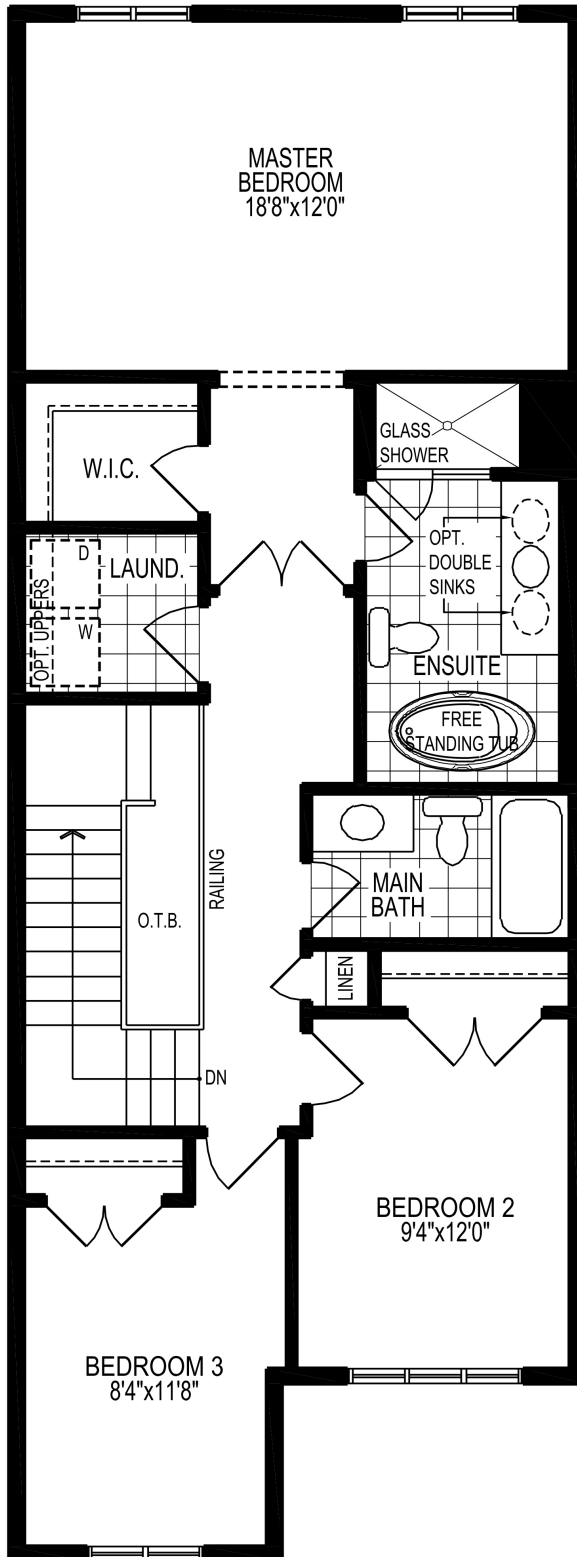 MASTER
BEDROOM
18'8"x12'0"
GLASS
SHOWER
W.I.C.
OPT.
DOUBLE
SINKS
D
LAUND.
W
OPT. UPPERS
ENSUITE
FREE
STANDING TUB
RAILING
MAIN
BATH
O.T.B.
LINEN
DN
BEDROOM 2
9'4"x12'0"
BEDROOM 3
8'4"x11'8"